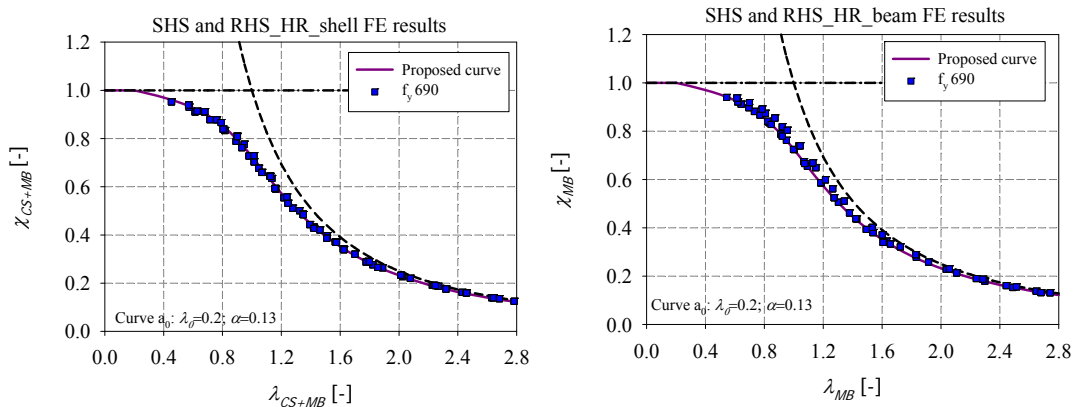 SHS and RHS_HR_shell FE results
1.2
1.0
0.8
0.6
0.4
0.2
0.0
χCS+MB [-]
Proposed curve
fy 690
Curve a0: λ0=0.2; α=0.13
0.0 0.4 0.8 1.2 1.6 2.0 2.4 2.8
λCS+MB [-]
SHS and RHS_HR_beam FE results
1.2
1.0
0.8
0.6
0.4
0.2
0.0
χMB [-]
Proposed curve
fy 690
Curve a0: λ0=0.2; α=0.13
0.0 0.4 0.8 1.2 1.6 2.0 2.4 2.8
λMB [-]